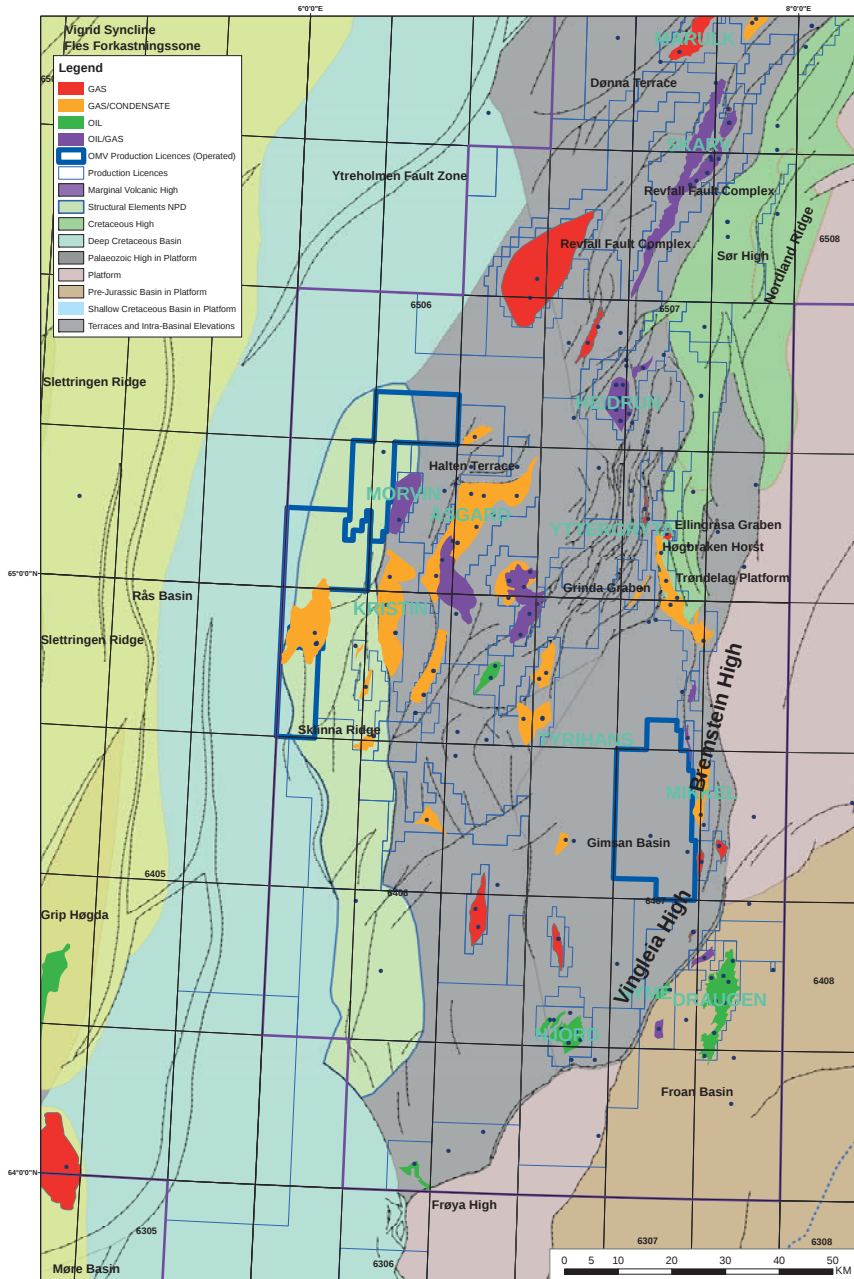 6°0'0"E
8°0'0"E
Vigrid Syncline
Fles Forkastningssone
MARULK
Legend
GAS
GAS/CONDENSATE
OIL
OIL/GAS
OMV Production Licences (Operated)
Production Licences
Marginal Volcanic High
Structural Elements NPD
Cretaceous High
Deep Cretaceous Basin
Palaeozoic High in Platform
Platform
Pre-Jurassic Basin in Platform
Shallow Cretaceous Basin in Platform
Terraces and Intra-Basinal Elevations
Dønna Terrace
SKARV
Ytreholmen Fault Zone
Revfall Fault Complex
Revfall Fault Complex
Sør High
Nordland Ridge
6508
6506
6507
Slettringen Ridge
HEIDRUN
Halten Terrace
MORVIN
ÅSGARD
YTTERGRYTA
Ellingråsa Graben
Høgbraken Horst
65°0'0"N
Trøndelag Platform
Grinda Graben
Rås Basin
KRISTIN
Slettringen Ridge
Sklinna Ridge
TYRIHANS
Bremstein High
MIKKEL
Gimsan Basin
6405
6406
6407
Grip Høgda
Vingleia High
6408
YME
DRAUGEN
NJORD
Froan Basin
64°0'0"N
Frøya High
6305
6306
6307
6308
Møre Basin
0 5 10 20 30 40 50
KM